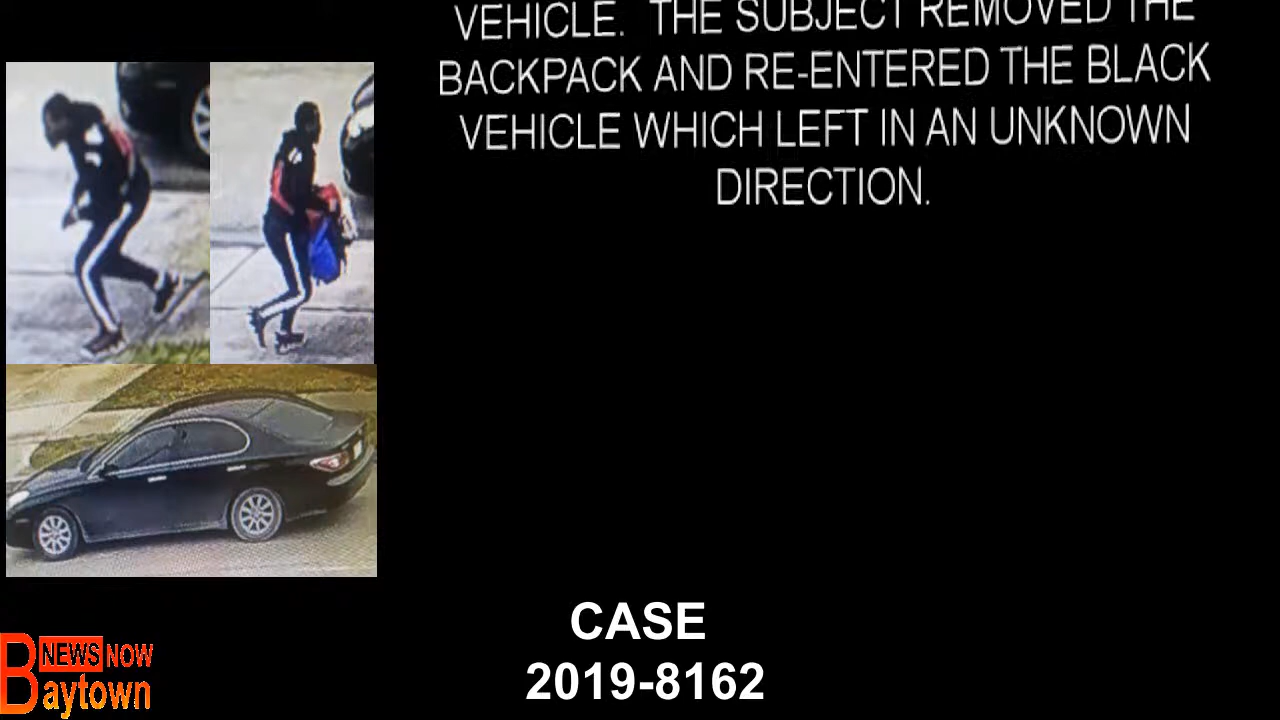 VEHICLE. THE SUBJECT REMOVED THE
BACKPACK AND RE-ENTERED THE BLACK
VEHICLE WHICH LEFT IN AN UNKNOWN
DIRECTION.
CASE
2019-8162
NEWS NOW
Baytown